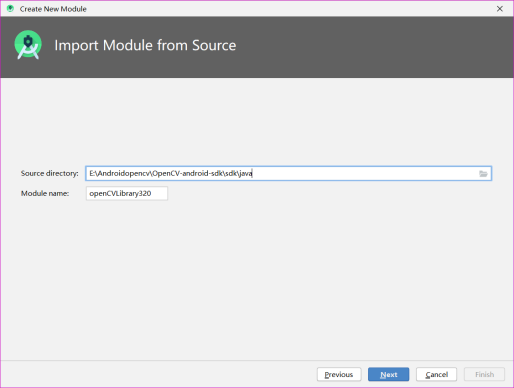 Create New Module
Import Module from Source
Source directory: E:\Androidopencv\OpenCV-android-sdk\sdk\java
Module name: openCVLibrary320
Previous Next Cancel Finish